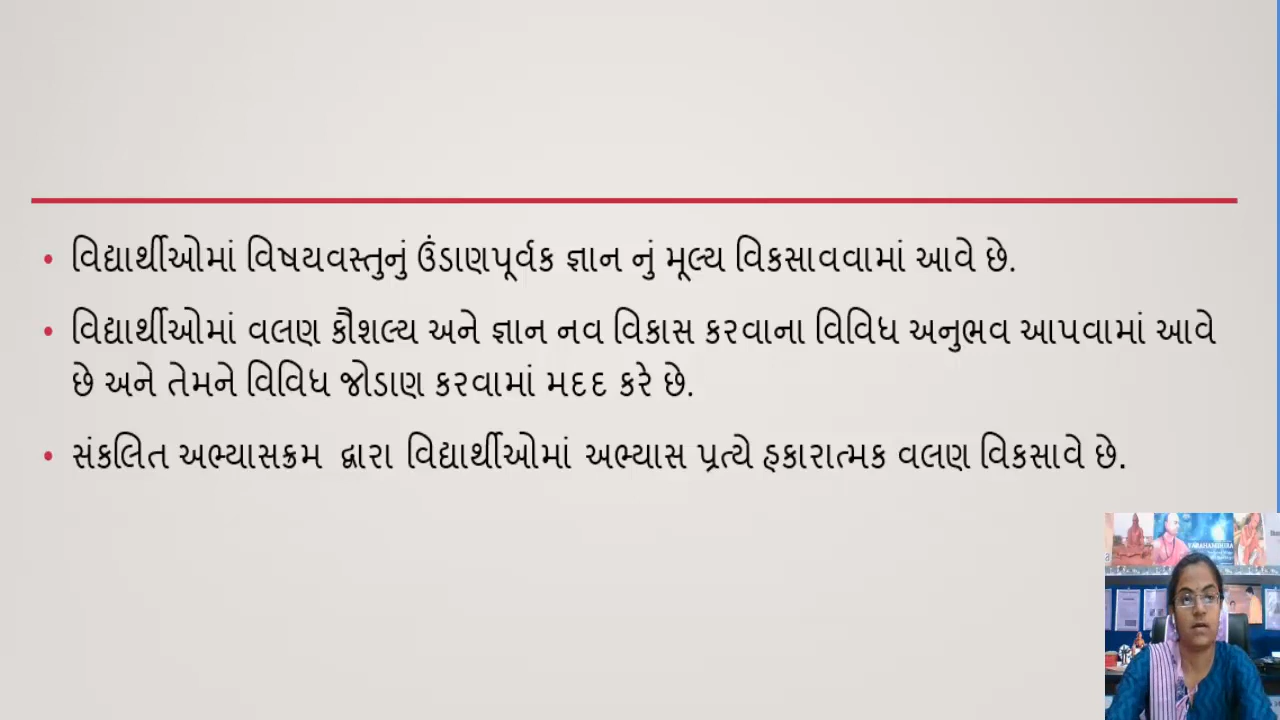 • વિદ્યાર્થીઓમાં વિષયવસ્તુનું ઉંડાણપૂર્વક જ્ઞાન નું મૂલ્ય વિકસાવવામાં આવે છે.
• વિદ્યાર્થીઓમાં વલણ કૌશલ્ય અને જ્ઞાન નવ વિકાસ કરવાના વિવિધ અનુભવ આપવામાં આવે
છે અને તેમને વિવિધ જોડાણ કરવામાં મદદ કરે છે.
• સંકલિત અભ્યાસક્રમ દ્વારા વિદ્યાર્થીઓમાં અભ્યાસ પ્રત્યે હકારાત્મક વલણ વિકસાવે છે.
VARAHAMIHIRA